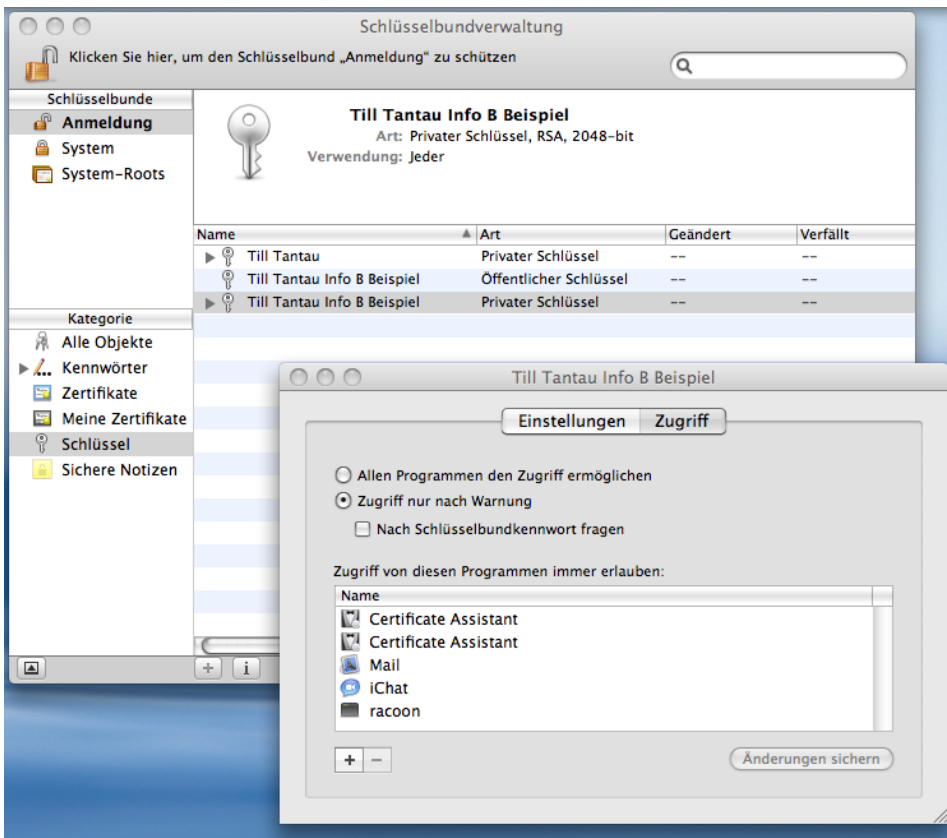 Schlüsselbundverwaltung
Klicken Sie hier, um den Schlüsselbund „Anmeldung“ zu schützen
Schlüsselbunde
Anmeldung
System
System-Roots
Till Tantau Info B Beispiel
Art: Privater Schlüssel, RSA, 2048-bit
Verwendung: Jeder
Name Art Geändert Verfällt
Till Tantau Privater Schlüssel -- --
Till Tantau Info B Beispiel Öffentlicher Schlüssel -- --
Till Tantau Info B Beispiel Privater Schlüssel -- --
Kategorie
Alle Objekte
Kennwörter
Zertifikate
Meine Zertifikate
Schlüssel
Sichere Notizen
Till Tantau Info B Beispiel
Einstellungen Zugriff
Allen Programmen den Zugriff ermöglichen
Zugriff nur nach Warnung
Nach Schlüsselbundkennwort fragen
Zugriff von diesen Programmen immer erlauben:
Name
Certificate Assistant
Certificate Assistant
Mail
iChat
racoon
Änderungen sichern